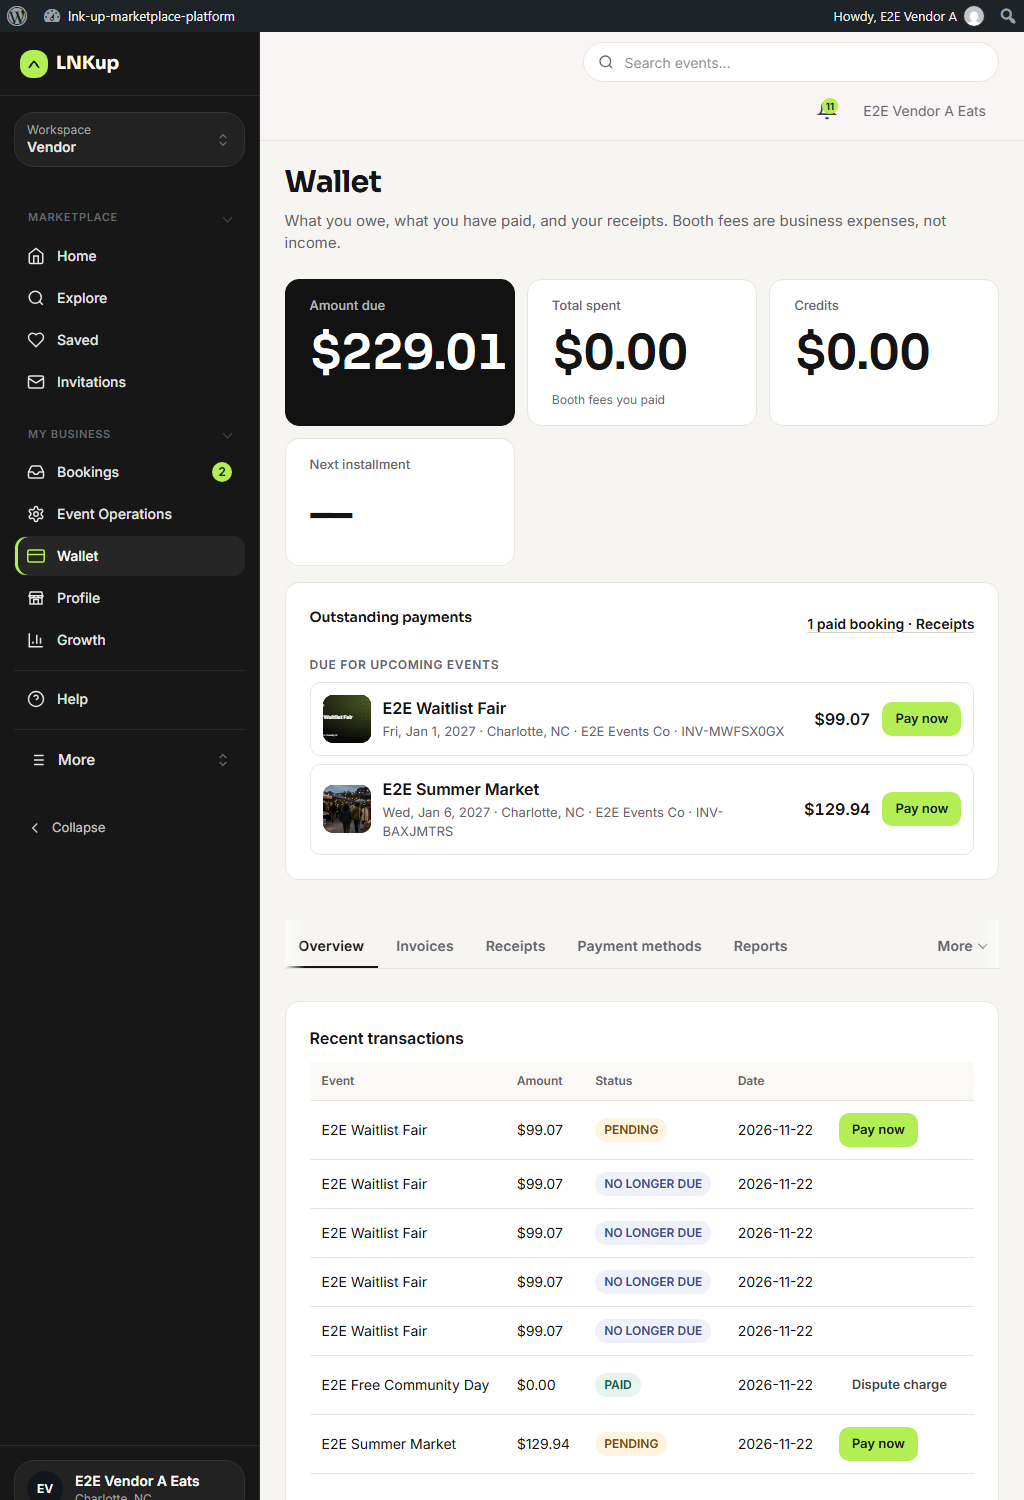 lnk-up-marketplace-platform
Howdy, E2E Vendor A
LNKup
Search events...
11
E2E Vendor A Eats
Workspace
Vendor
MARKETPLACE
Home
Explore
Saved
Invitations
MY BUSINESS
Bookings 2
Event Operations
Wallet
Profile
Growth
Help
More
Collapse
EV
E2E Vendor A Eats
Charlotte, NC
Wallet
What you owe, what you have paid, and your receipts. Booth fees are business expenses, not
income.
Amount due
$229.01
Total spent
$0.00
Booth fees you paid
Credits
$0.00
Next installment
—
Outstanding payments
1 paid booking · Receipts
DUE FOR UPCOMING EVENTS
Waitlist Fair
E2E Waitlist Fair
Fri, Jan 1, 2027 · Charlotte, NC · E2E Events Co · INV-MWFSX0GX
$99.07
Pay now
E2E Summer Market
Wed, Jan 6, 2027 · Charlotte, NC · E2E Events Co · INV-
BAXJMTRS
$129.94
Pay now
Overview Invoices Receipts Payment methods Reports More
Recent transactions
Event Amount Status Date
E2E Waitlist Fair $99.07 PENDING 2026-11-22 Pay now
E2E Waitlist Fair $99.07 NO LONGER DUE 2026-11-22
E2E Waitlist Fair $99.07 NO LONGER DUE 2026-11-22
E2E Waitlist Fair $99.07 NO LONGER DUE 2026-11-22
E2E Waitlist Fair $99.07 NO LONGER DUE 2026-11-22
E2E Free Community Day $0.00 PAID 2026-11-22 Dispute charge
E2E Summer Market $129.94 PENDING 2026-11-22 Pay now